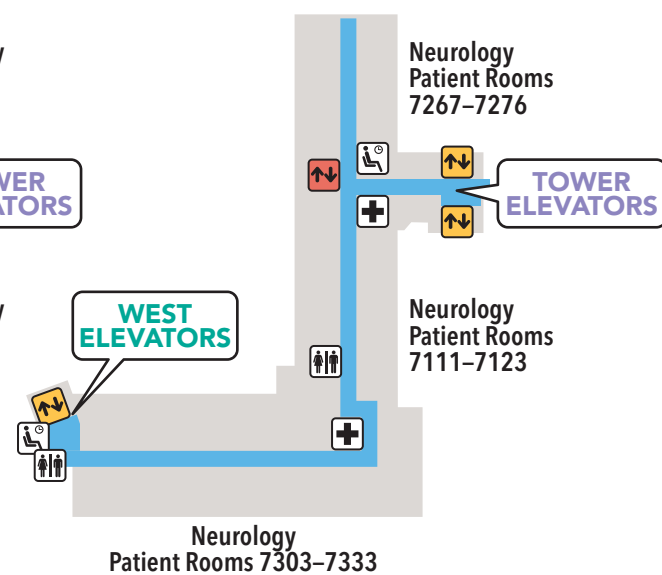 Neurology
Patient Rooms
7267–7276
TOWER
ELEVATORS
WEST
ELEVATORS
Neurology
Patient Rooms
7111–7123
Neurology
Patient Rooms 7303–7333